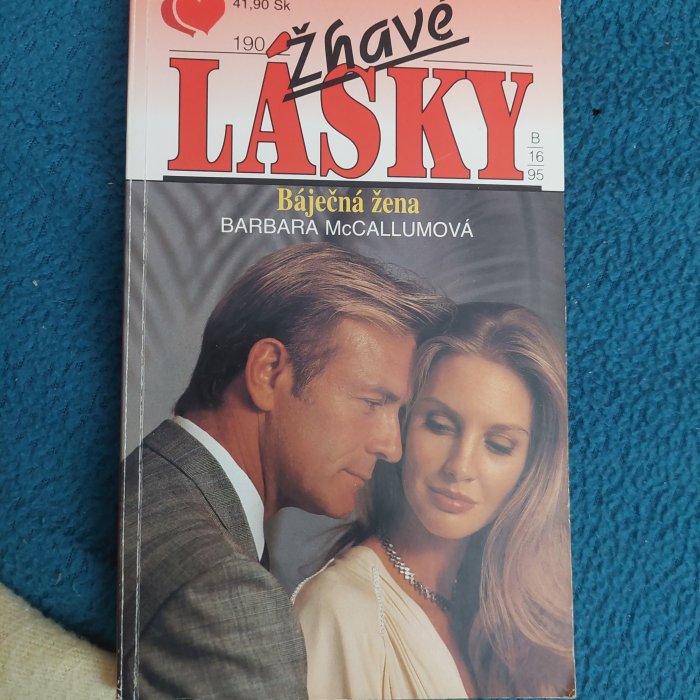 41,90 Sk
190
žhavé
LÁSKY
B
16
95
Báječná žena
BARBARA McCALLUMOVÁ